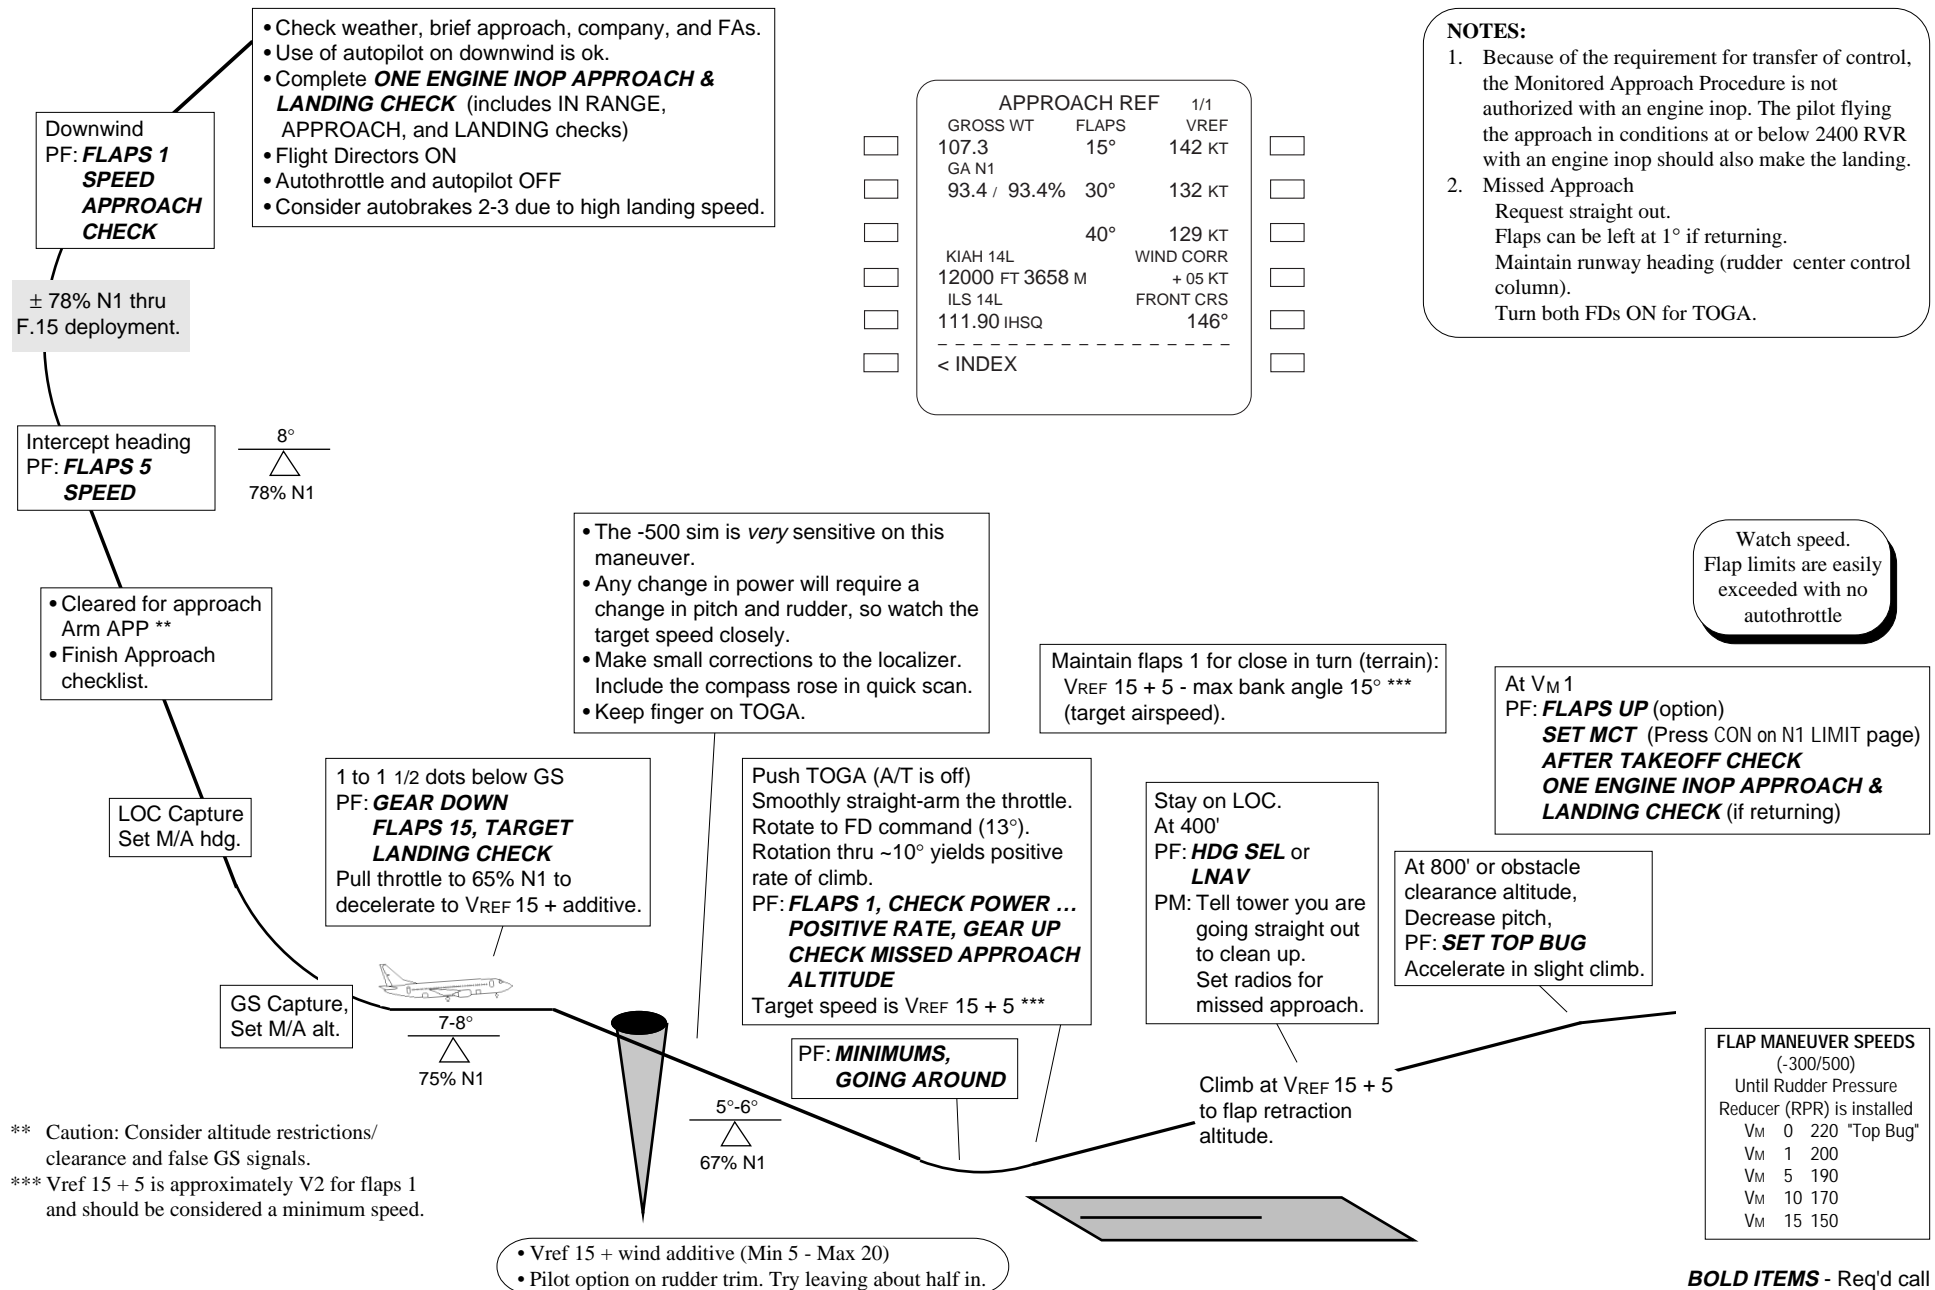 • Check weather, brief approach, company, and FAs.
• Use of autopilot on downwind is ok.
• Complete ONE ENGINE INOP APPROACH &
LANDING CHECK (includes IN RANGE,
APPROACH, and LANDING checks)
• Flight Directors ON
• Autothrottle and autopilot OFF
• Consider autobrakes 2-3 due to high landing speed.
Downwind
PF: FLAPS 1
SPEED
APPROACH
CHECK
± 78% N1 thru
F.15 deployment.
APPROACH REF 1/1
GROSS WT FLAPS VREF
107.3 15° 142 KT
GA N1
93.4 / 93.4% 30° 132 KT
40° 129 KT
KIAH 14L WIND CORR
12000 FT 3658 M + 05 KT
ILS 14L FRONT CRS
111.90 IHSQ 146°
- - - - - - - - - - - - - - - - - -
< INDEX
NOTES:
1. Because of the requirement for transfer of control,
the Monitored Approach Procedure is not
authorized with an engine inop. The pilot flying
the approach in conditions at or below 2400 RVR
with an engine inop should also make the landing.
2. Missed Approach
Request straight out.
Flaps can be left at 1° if returning.
Maintain runway heading (rudder center control
column).
Turn both FDs ON for TOGA.
Intercept heading
PF: FLAPS 5
SPEED
8°
78% N1
• Cleared for approach
Arm APP **
• Finish Approach
checklist.
LOC Capture
Set M/A hdg.
GS Capture,
Set M/A alt.
1 to 1 1/2 dots below GS
PF: GEAR DOWN
FLAPS 15, TARGET
LANDING CHECK
Pull throttle to 65% N1 to
decelerate to VREF 15 + additive.
7-8°
75% N1
• The -500 sim is very sensitive on this
maneuver.
• Any change in power will require a
change in pitch and rudder, so watch the
target speed closely.
• Make small corrections to the localizer.
Include the compass rose in quick scan.
• Keep finger on TOGA.
5°-6°
67% N1
Push TOGA (A/T is off)
Smoothly straight-arm the throttle.
Rotate to FD command (13°).
Rotation thru ~10° yields positive
rate of climb.
PF: FLAPS 1, CHECK POWER ...
POSITIVE RATE, GEAR UP
CHECK MISSED APPROACH
ALTITUDE
Target speed is VREF 15 + 5 ***
PF: MINIMUMS,
GOING AROUND
Maintain flaps 1 for close in turn (terrain):
VREF 15 + 5 - max bank angle 15° ***
(target airspeed).
Stay on LOC.
At 400'
PF: HDG SEL or
LNAV
PM: Tell tower you are
going straight out
to clean up.
Set radios for
missed approach.
Climb at VREF 15 + 5
to flap retraction
altitude.
At 800' or obstacle
clearance altitude,
Decrease pitch,
PF: SET TOP BUG
Accelerate in slight climb.
Watch speed.
Flap limits are easily
exceeded with no
autothrottle
At VM 1
PF: FLAPS UP (option)
SET MCT (Press CON on N1 LIMIT page)
AFTER TAKEOFF CHECK
ONE ENGINE INOP APPROACH &
LANDING CHECK (if returning)
FLAP MANEUVER SPEEDS
(-300/500)
Until Rudder Pressure
Reducer (RPR) is installed
VM 0 220 "Top Bug"
VM 1 200
VM 5 190
VM 10 170
VM 15 150
** Caution: Consider altitude restrictions/
clearance and false GS signals.
*** Vref 15 + 5 is approximately V2 for flaps 1
and should be considered a minimum speed.
• Vref 15 + wind additive (Min 5 - Max 20)
• Pilot option on rudder trim. Try leaving about half in.
BOLD ITEMS - Req'd call